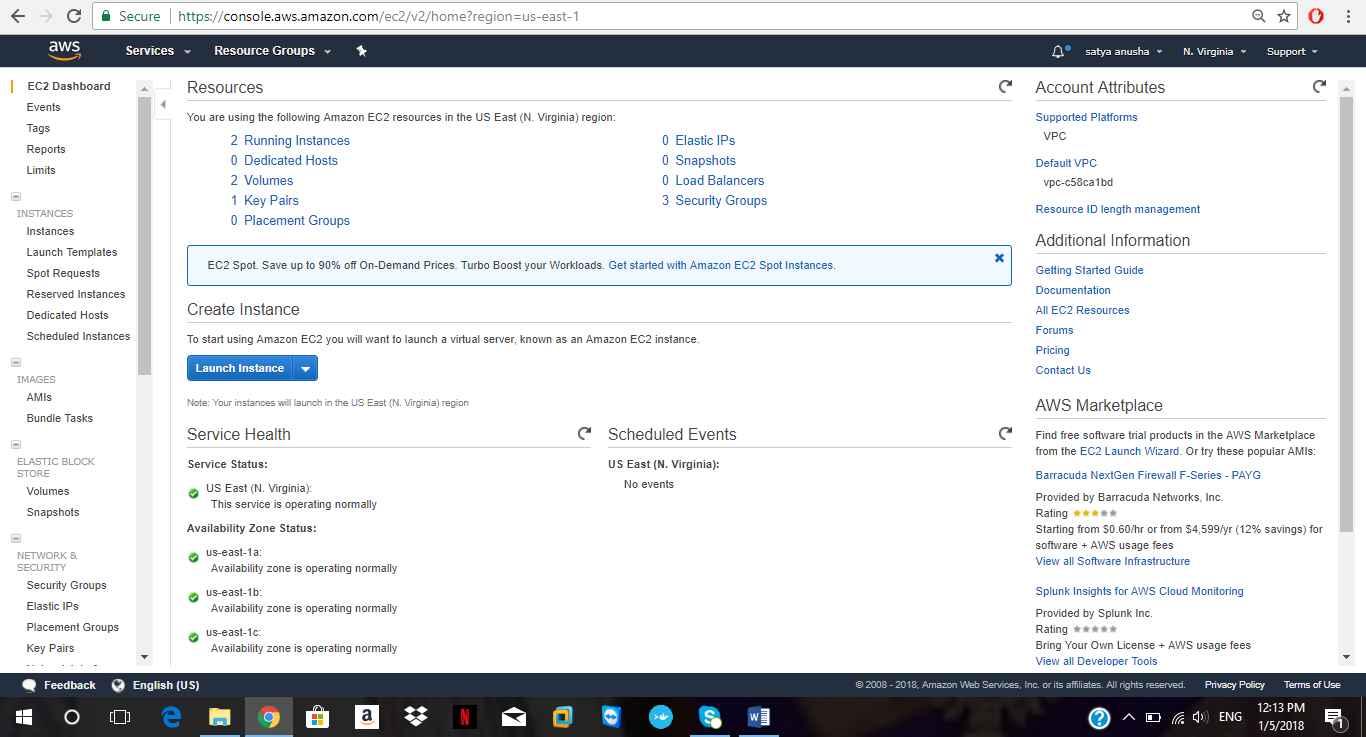 Secure https://console.aws.amazon.com/ec2/v2/home?region=us-east-1
aws Services Resource Groups satya anusha N. Virginia Support
EC2 Dashboard
Events
Tags
Reports
Limits
INSTANCES
Instances
Launch Templates
Spot Requests
Reserved Instances
Dedicated Hosts
Scheduled Instances
IMAGES
AMIs
Bundle Tasks
ELASTIC BLOCK
STORE
Volumes
Snapshots
NETWORK &
SECURITY
Security Groups
Elastic IPs
Placement Groups
Key Pairs
Resources
You are using the following Amazon EC2 resources in the US East (N. Virginia) region:
2 Running Instances
0 Dedicated Hosts
2 Volumes
1 Key Pairs
0 Placement Groups
0 Elastic IPs
0 Snapshots
0 Load Balancers
3 Security Groups
EC2 Spot. Save up to 90% off On-Demand Prices. Turbo Boost your Workloads. Get started with Amazon EC2 Spot Instances.
Create Instance
To start using Amazon EC2 you will want to launch a virtual server, known as an Amazon EC2 instance.
Launch Instance
Note: Your instances will launch in the US East (N. Virginia) region
Service Health
Service Status:
US East (N. Virginia):
This service is operating normally
Availability Zone Status:
us-east-1a:
Availability zone is operating normally
us-east-1b:
Availability zone is operating normally
us-east-1c:
Availability zone is operating normally
Scheduled Events
US East (N. Virginia):
No events
Account Attributes
Supported Platforms
VPC
Default VPC
vpc-c58ca1bd
Resource ID length management
Additional Information
Getting Started Guide
Documentation
All EC2 Resources
Forums
Pricing
Contact Us
AWS Marketplace
Find free software trial products in the AWS Marketplace
from the EC2 Launch Wizard. Or try these popular AMIs:
Barracuda NextGen Firewall F-Series - PAYG
Provided by Barracuda Networks, Inc.
Rating
Starting from $0.60/hr or from $4,599/yr (12% savings) for
software + AWS usage fees
View all Software Infrastructure
Splunk Insights for AWS Cloud Monitoring
Provided by Splunk Inc.
Rating
Bring Your Own License + AWS usage fees
View all Developer Tools
Feedback English (US) © 2008 - 2018, Amazon Web Services, Inc. or its affiliates. All rights reserved. Privacy Policy Terms of Use
ENG
12:13 PM
1/5/2018
1